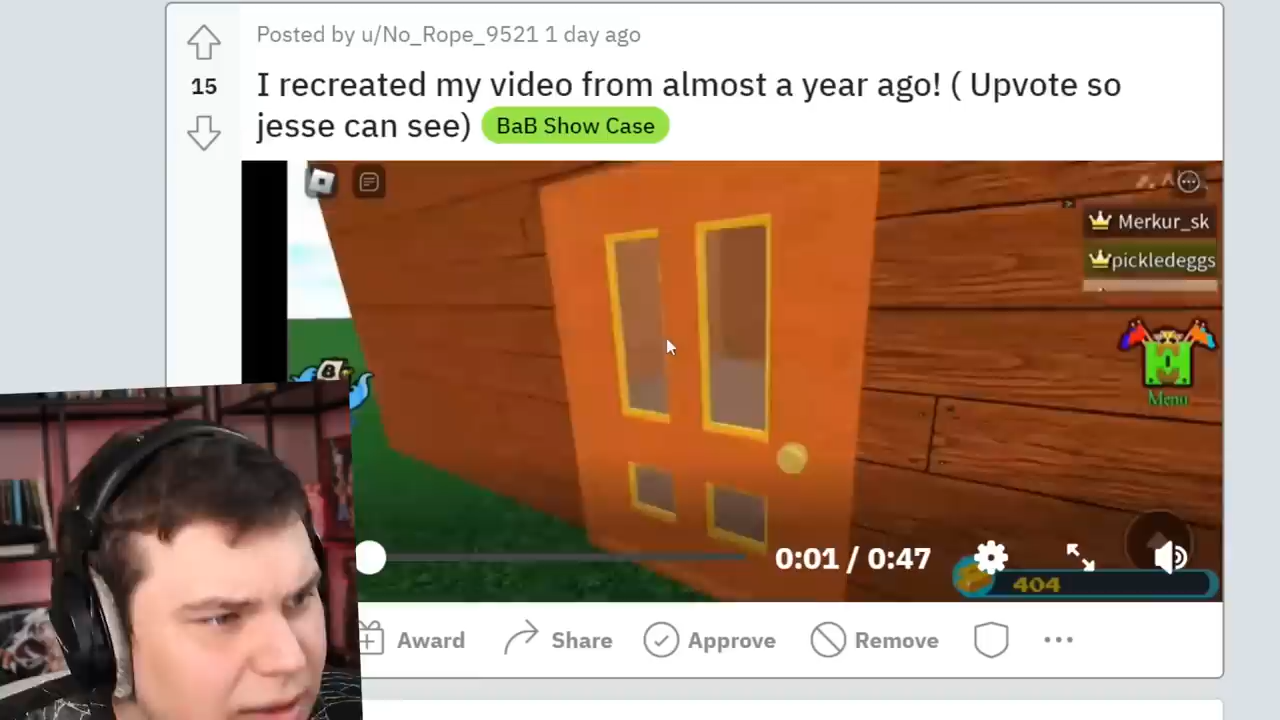 Posted by u/No_Rope_9521 1 day ago
15
I recreated my video from almost a year ago! ( Upvote so
jesse can see)
BaB Show Case
Merkur_sk
pickledeggs
Menu
0:01 / 0:47
404
Award
Share
Approve
Remove